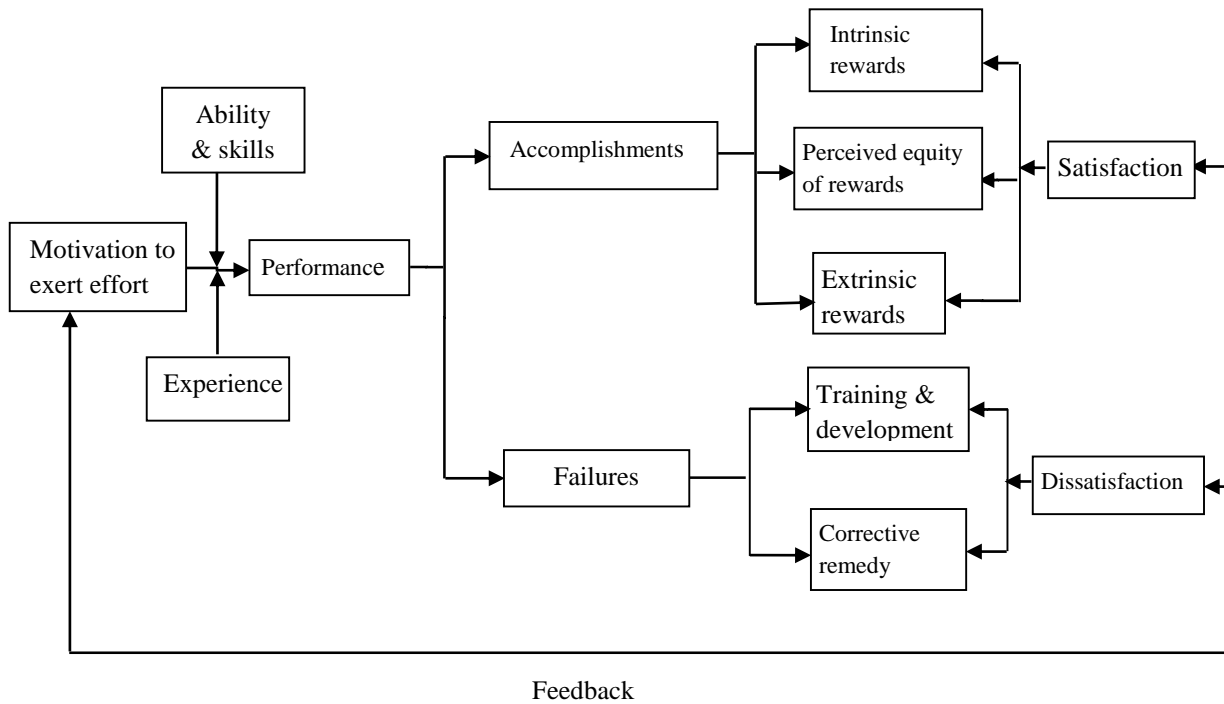 Intrinsic
rewards
Ability
& skills
Accomplishments
Perceived equity
of rewards
Satisfaction
Motivation to
exert effort
Performance
Extrinsic
rewards
Experience
Training &
development
Failures
Dissatisfaction
Corrective
remedy
Feedback